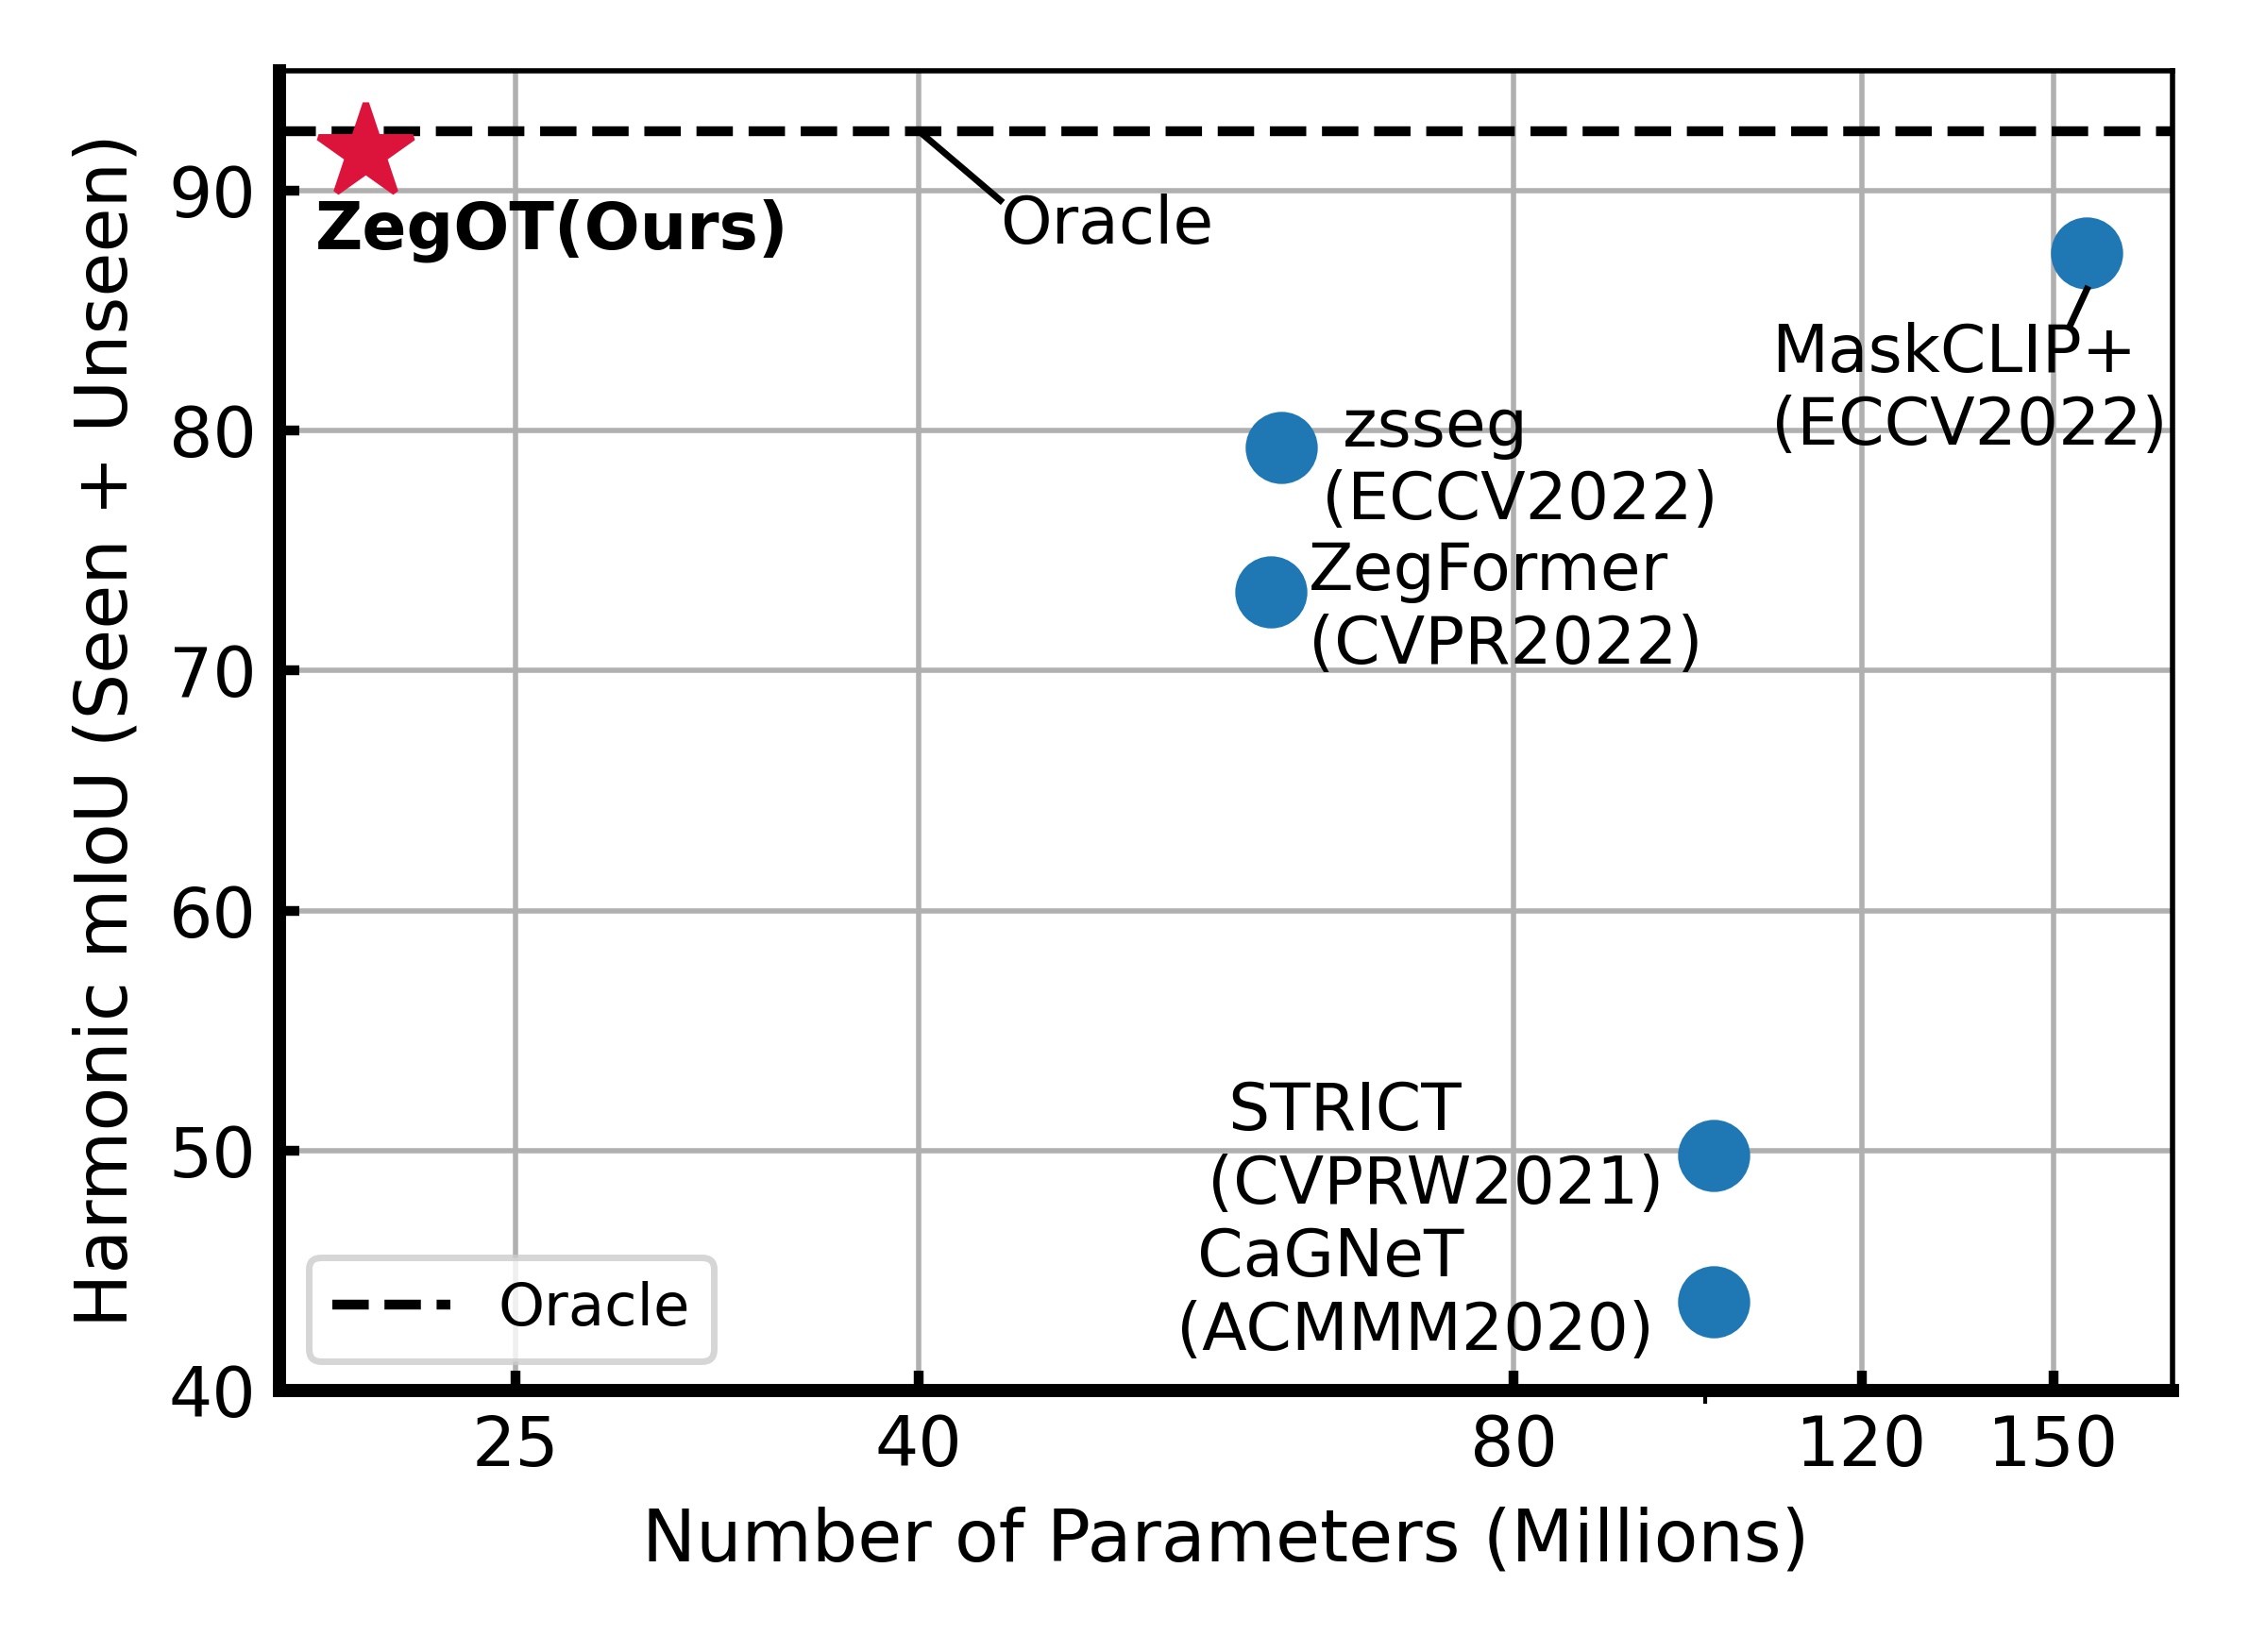 Harmonic mIoU (Seen + Unseen)
90
80
70
60
50
40
ZegOT(Ours)
Oracle
MaskCLIP+
(ECCV2022)
zsseg
(ECCV2022)
ZegFormer
(CVPR2022)
STRICT
(CVPRW2021)
CaGNeT
(ACMMM2020)
Oracle
25
40
80
120
150
Number of Parameters (Millions)